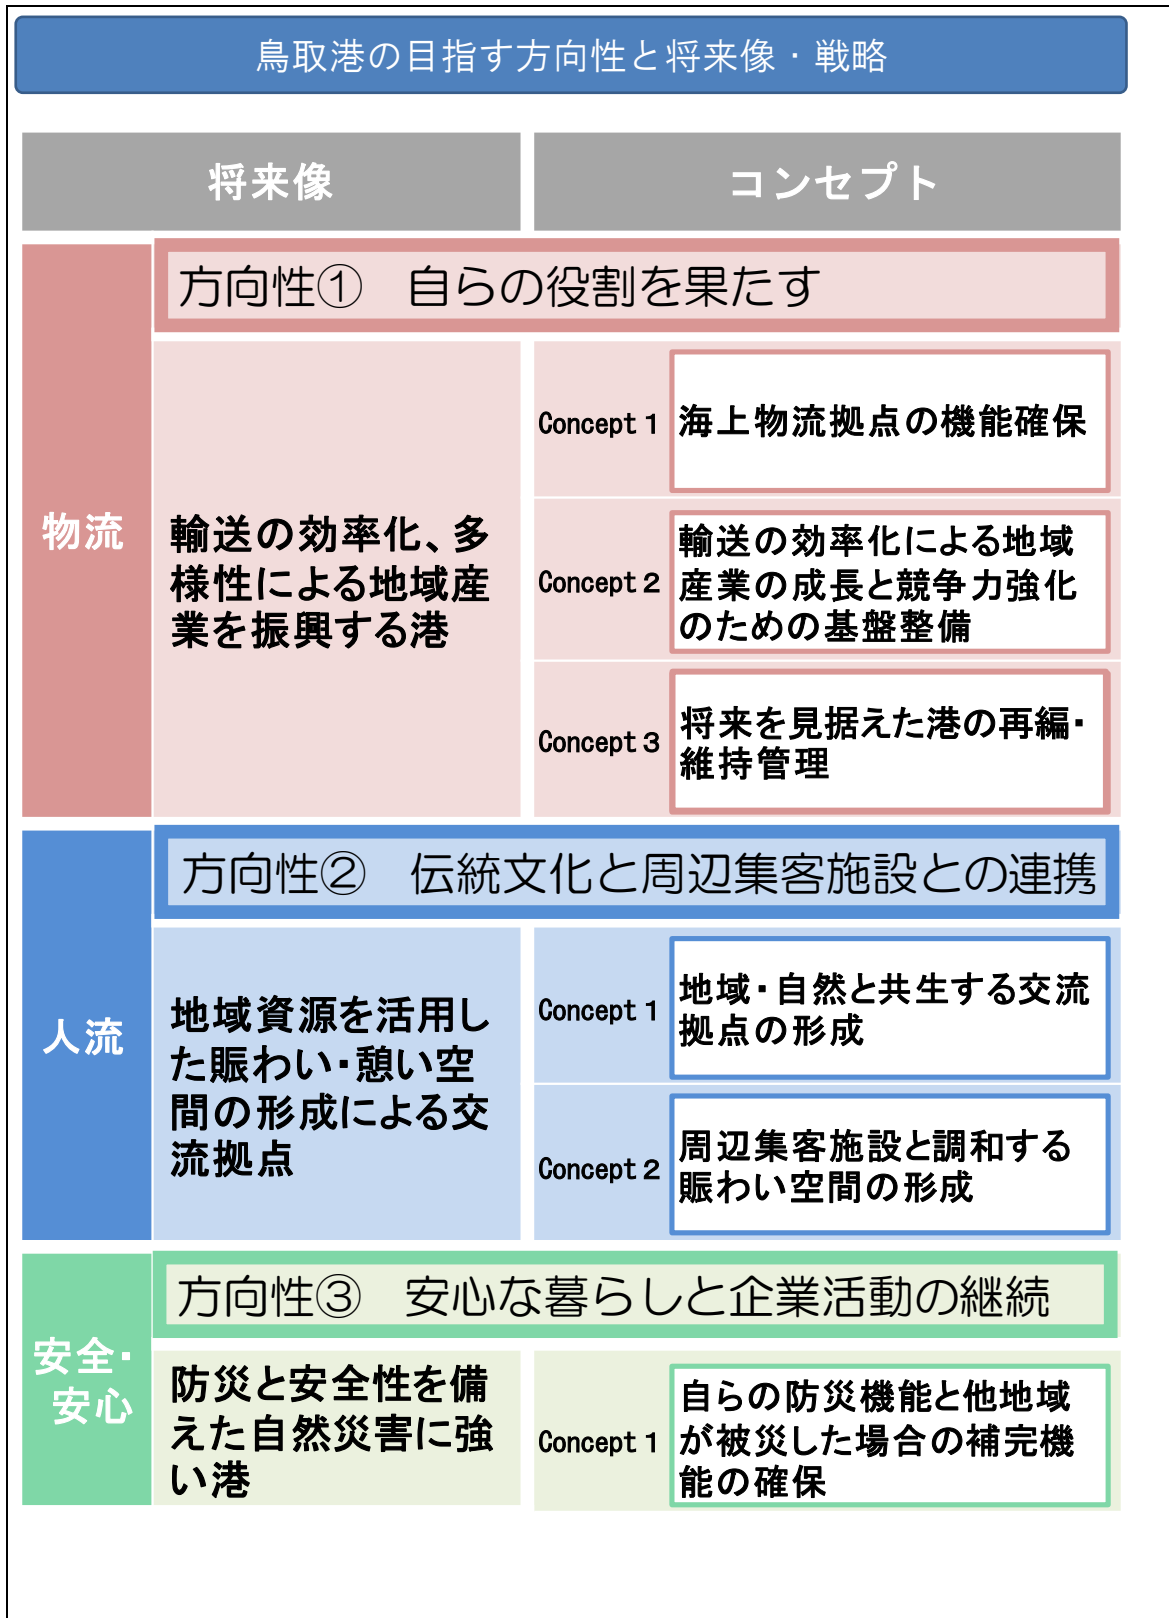 鳥取港の目指す方向性と将来像・戦略
将来像
コンセプト
物流
方向性① 自らの役割を果たす
輸送の効率化、多
様性による地域産
業を振興する港
Concept 1
海上物流拠点の機能確保
Concept 2
輸送の効率化による地域
産業の成長と競争力強化
のための基盤整備
Concept 3
将来を見据えた港の再編・
維持管理
人流
方向性② 伝統文化と周辺集客施設との連携
地域資源を活用し
た賑わい・憩い空
間の形成による交
流拠点
Concept 1
地域・自然と共生する交流
拠点の形成
Concept 2
周辺集客施設と調和する
賑わい空間の形成
安全・
安心
方向性③ 安心な暮らしと企業活動の継続
防災と安全性を備
えた自然災害に強
い港
Concept 1
自らの防災機能と他地域
が被災した場合の補完機
能の確保